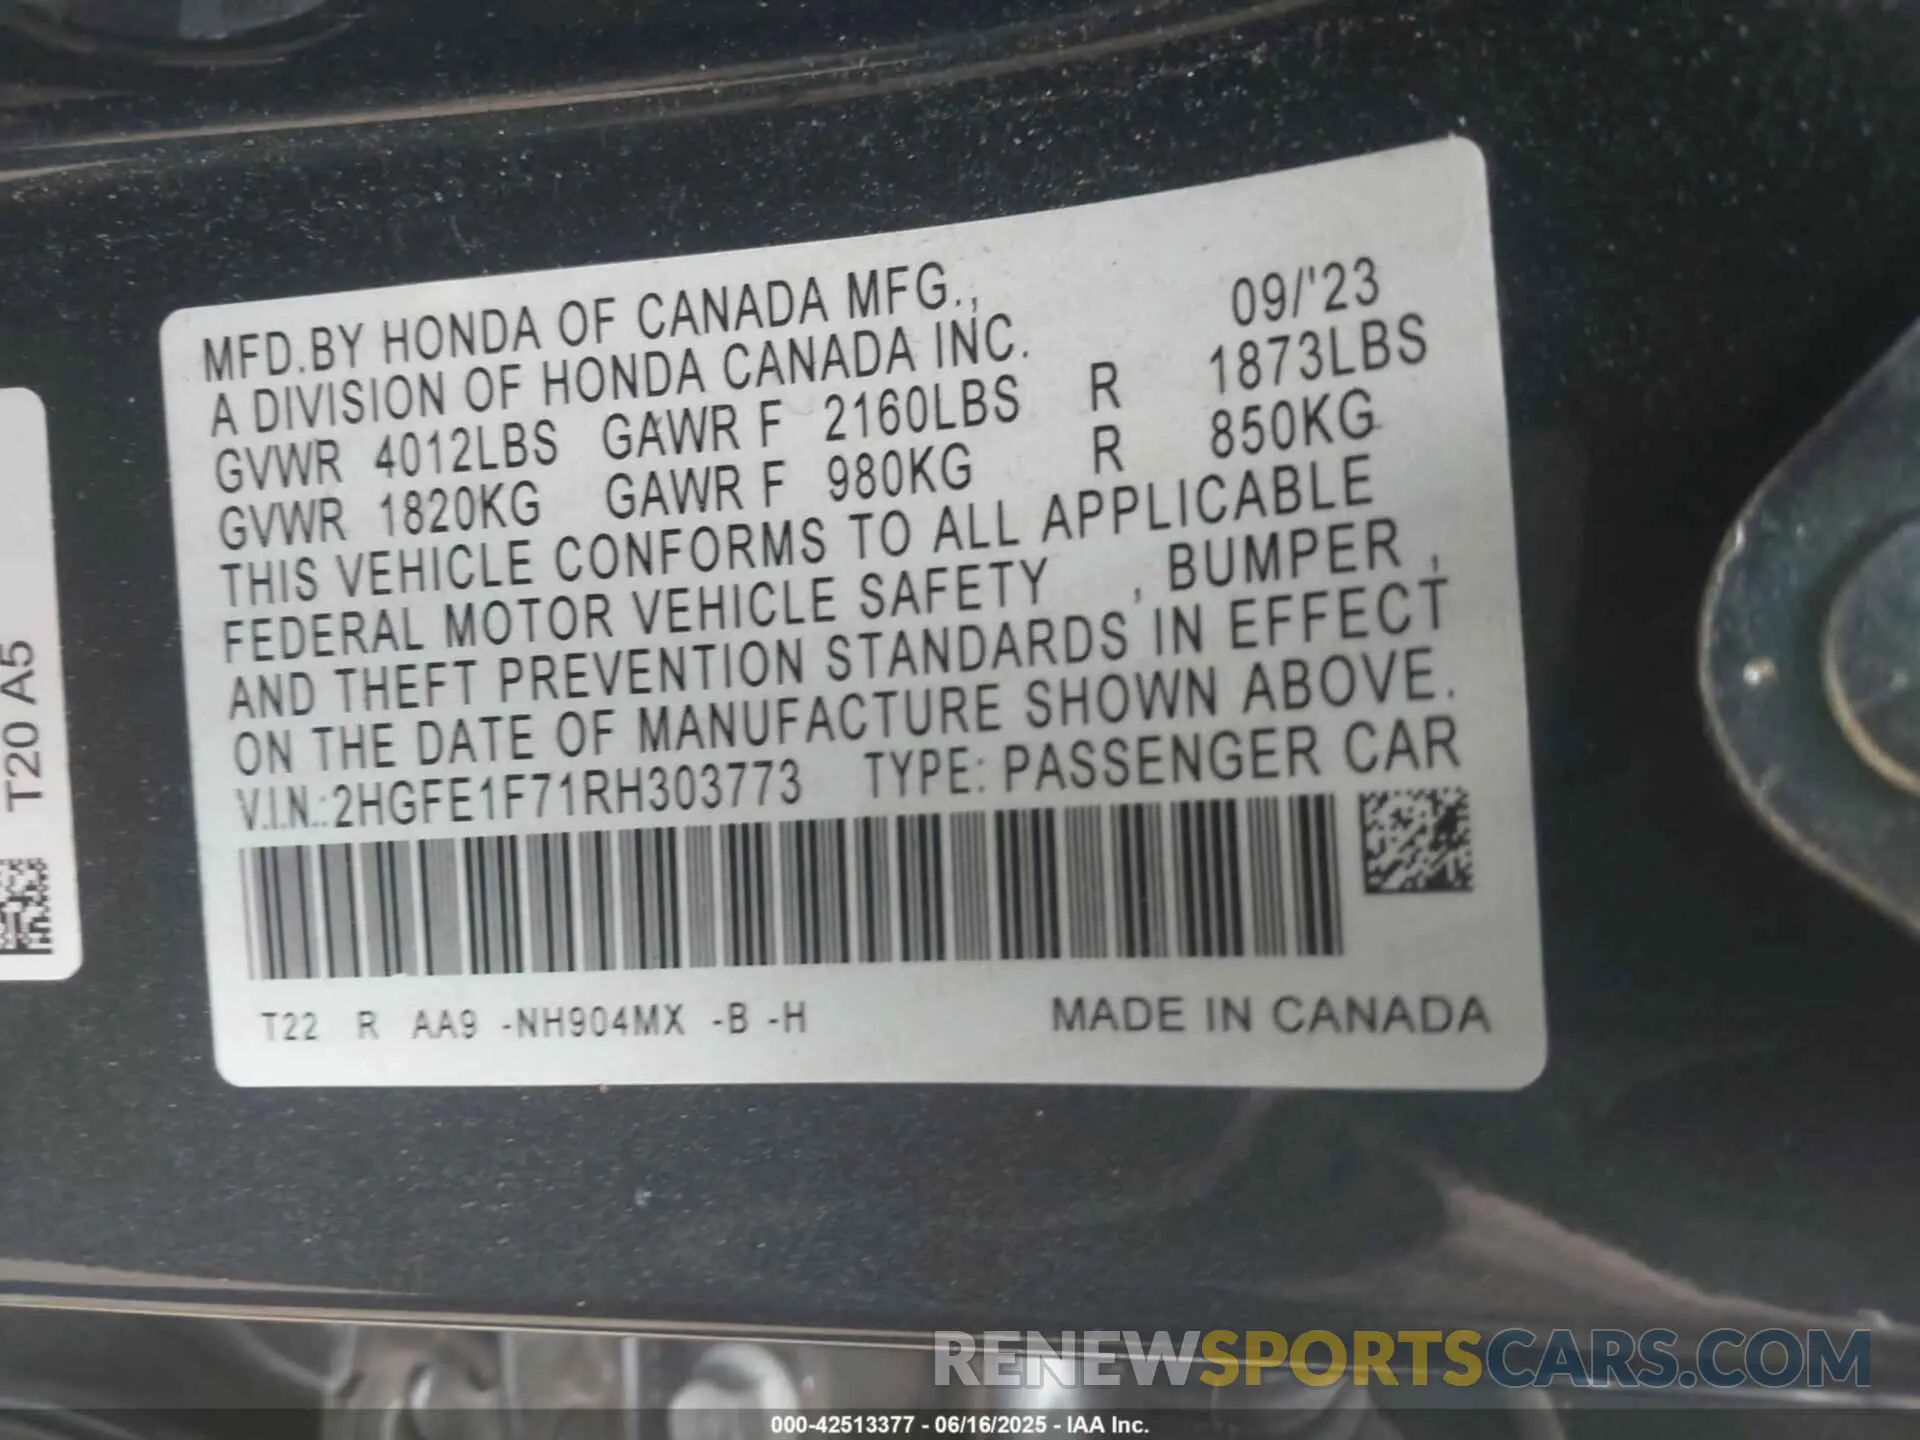 MFD.BY HONDA OF CANADA MFG., 09/'23
A DIVISION OF HONDA CANADA INC.
GVWR 4012LBS GAWR F 2160LBS R 1873LBS
GVWR 1820KG GAWR F 980KG R 850KG
THIS VEHICLE CONFORMS TO ALL APPLICABLE
FEDERAL MOTOR VEHICLE SAFETY , BUMPER ,
AND THEFT PREVENTION STANDARDS IN EFFECT
ON THE DATE OF MANUFACTURE SHOWN ABOVE.
V.I.N.:2HGFE1F71RH303773 TYPE: PASSENGER CAR
T22 R AA9 -NH904MX -B -H MADE IN CANADA
T20 A5
RENEWSPORTSCARS.COM
000-42513377 - 06/16/2025 - IAA Inc.